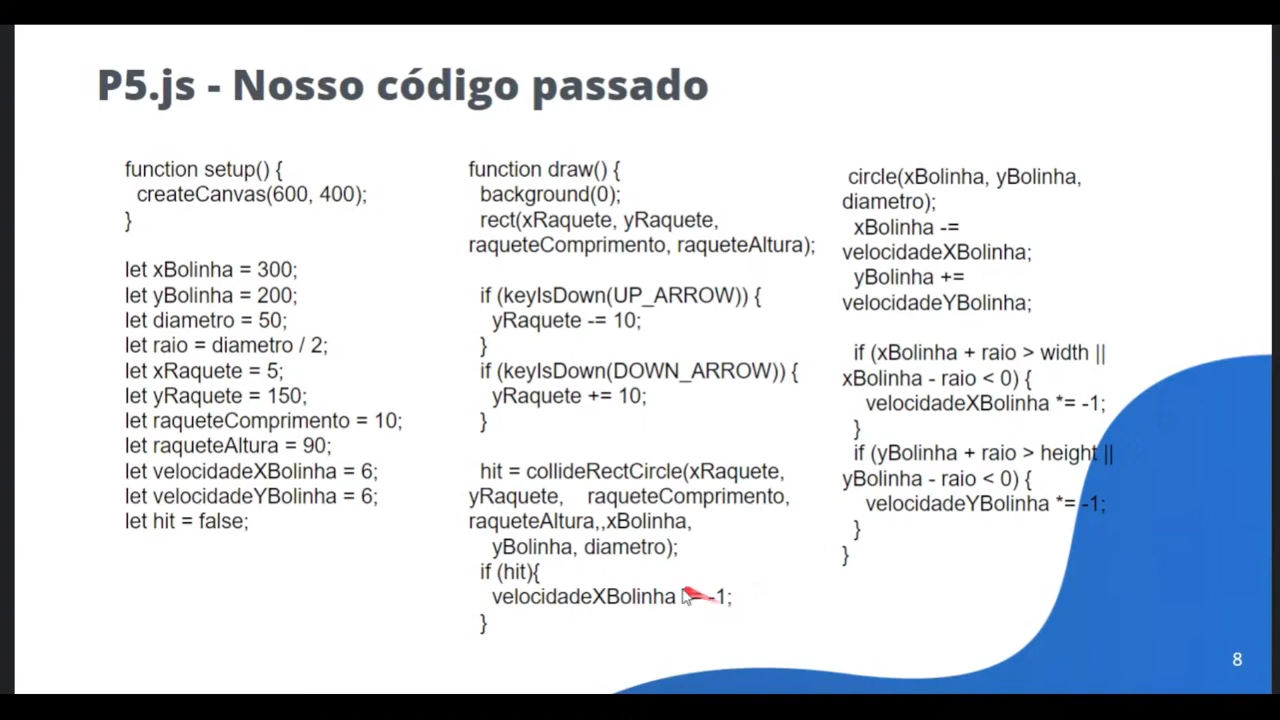 P5.js - Nosso código passado
function setup() {
createCanvas(600, 400);
}
let xBolinha = 300;
let yBolinha = 200;
let diametro = 50;
let raio = diametro / 2;
let xRaquete = 5;
let yRaquete = 150;
let raqueteComprimento = 10;
let raqueteAltura = 90;
let velocidadeXBolinha = 6;
let velocidadeYBolinha = 6;
let hit = false;
function draw() {
background(0);
rect(xRaquete, yRaquete,
raqueteComprimento, raqueteAltura);
if (keyIsDown(UP_ARROW)) {
yRaquete -= 10;
}
if (keyIsDown(DOWN_ARROW)) {
yRaquete += 10;
}
hit = collideRectCircle(xRaquete,
yRaquete, raqueteComprimento,
raqueteAltura,,xBolinha,
yBolinha, diametro);
if (hit){
velocidadeXBolinha = -1;
}
circle(xBolinha, yBolinha,
diametro);
xBolinha -=
velocidadeXBolinha;
yBolinha +=
velocidadeYBolinha;
if (xBolinha + raio > width ||
xBolinha - raio < 0) {
velocidadeXBolinha *= -1;
}
if (yBolinha + raio > height ||
yBolinha - raio < 0) {
velocidadeYBolinha *= -1;
}
}
8